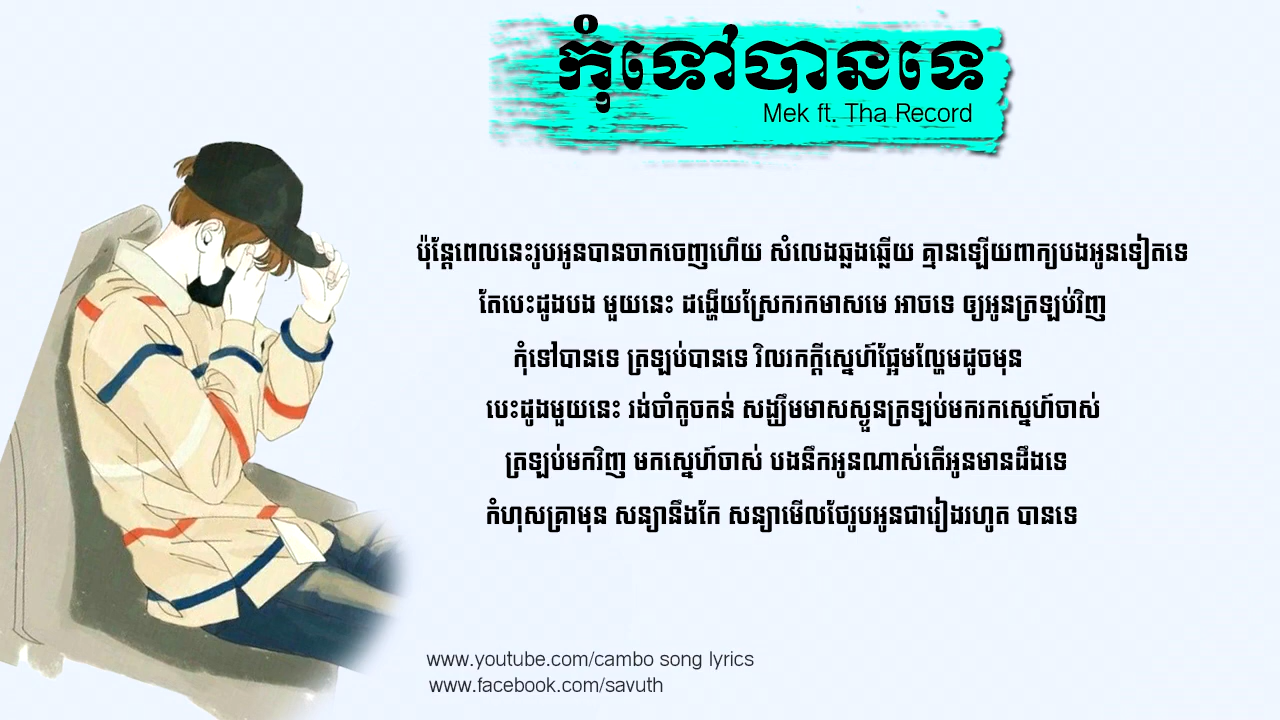 កុំទៅបានទេ
Mek ft. Tha Record
ប៉ុន្តែពេលនេះរូបអូនបានចាកចេញហើយ សំលេងឆ្លងឆ្លើយ គ្មានឡើយពាក្យបងអូនទៀតទេ
តែបេះដូងបង មួយនេះ ដង្ហើយស្រែករកមាសមេ អាចទេ ឲ្យអូនត្រឡប់វិញ
កុំទៅបានទេ ត្រឡប់បានទេ វិលរកក្ដីស្នេហ៍ផ្អែមល្ហែមដូចមុន
បេះដូងមួយនេះ រង់ចាំតូចតន់ សង្ឃឹមមាសស្ងួនត្រឡប់មករកស្នេហ៍ចាស់
ត្រឡប់មកវិញ មកស្នេហ៍ចាស់ បងនឹកអូនណាស់តើអូនមានដឹងទេ
កំហុសគ្រាមុន សន្យានឹងកែ សន្យាមើលថែរូបអូនជារៀងរហូត បានទេ
www.youtube.com/cambo song lyrics
www.facebook.com/savuth